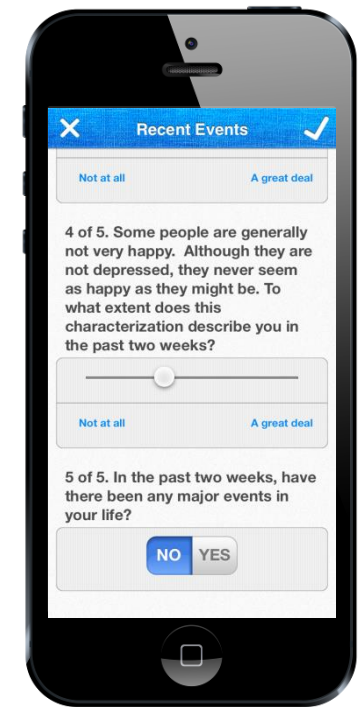 Recent Events
Not at all A great deal
4 of 5. Some people are generally
not very happy.  Although they are
not depressed, they never seem
as happy as they might be. To
what extent does this
characterization describe you in
the past two weeks?
Not at all A great deal
5 of 5. In the past two weeks, have
there been any major events in
your life?
NO YES